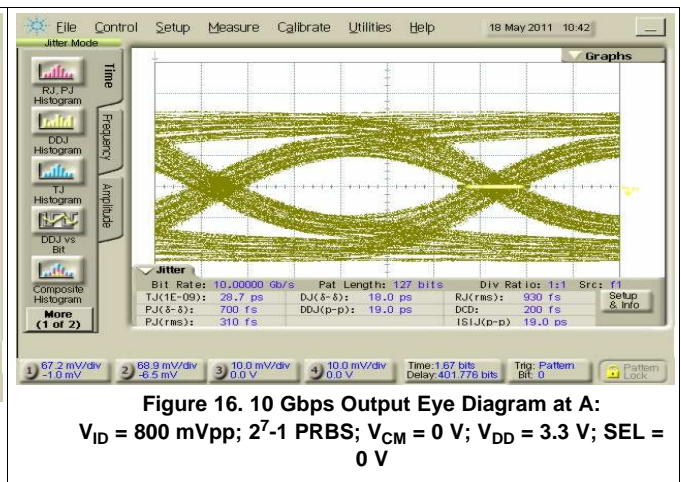 File Control Setup Measure Calibrate Utilities Help 18 May 2011 10:42
Jitter Mode
Graphs
RJ, PJ
Histogram
DDJ
Histogram
TJ
Histogram
DDJ vs
Bit
Composite
Histogram
More
(1 of 2)
Time
Frequency
Amplitude
Jitter
Bit Rate: 10.00000 Gb/s Pat Length: 127 bits Div Ratio: 1:1 Src: f1
TJ(1E-09): 28.7 ps DJ(δ-δ): 18.0 ps RJ(rms): 930 fs
PJ(δ-δ): 700 fs DDJ(p-p): 19.0 ps DCD: 200 fs
PJ(rms): 310 fs ISIJ(p-p) 19.0 ps
Setup
& Info
1) 67.2 mV/div 2) 68.9 mV/div 3) 10.0 mV/div 4) 10.0 mV/div Time:1.67 bits Trig: Pattern Pattern
-1.0 mV -6.5 mV 0.0 V 0.0 V Delay:401.776 bits Bit: 0 Lock
Figure 16. 10 Gbps Output Eye Diagram at A:
V_ID = 800 mVpp; 2^7-1 PRBS; V_CM = 0 V; V_DD = 3.3 V; SEL =
0 V